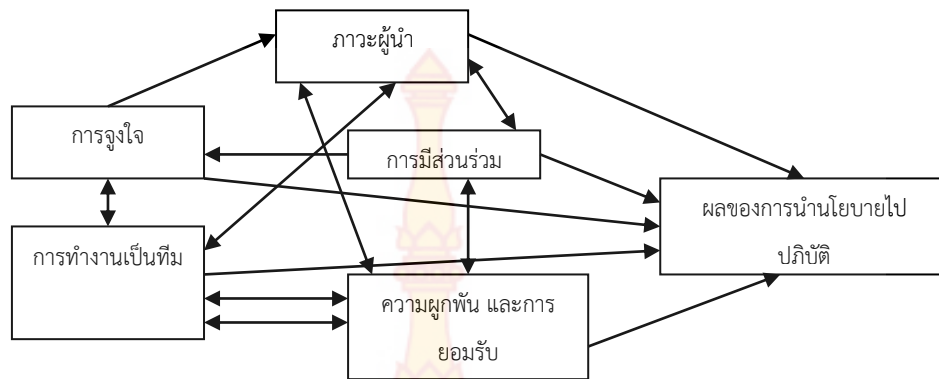 ภาวะผู้นำ
การจูงใจ
การมีส่วนร่วม
ผลของการนำนโยบายไป
ปฏิบัติ
การทำงานเป็นทีม
ความผูกพัน และการ
ยอมรับ